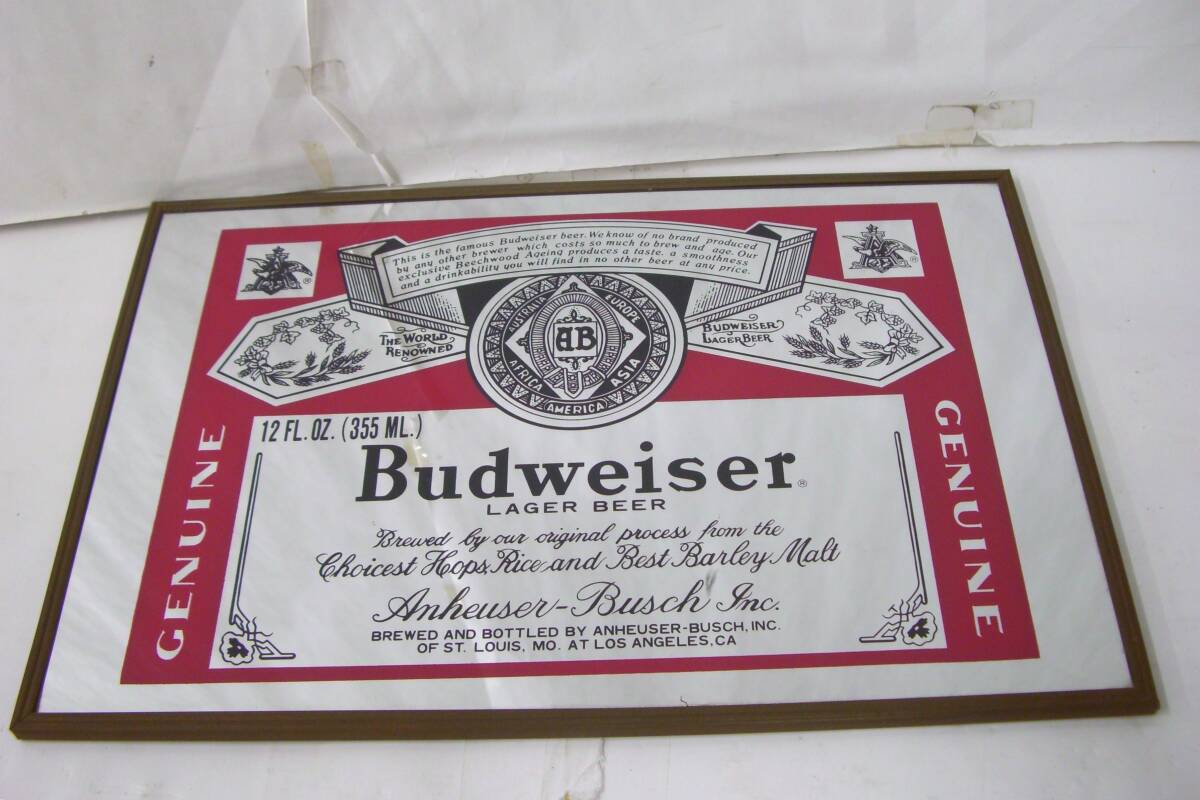 This is the famous Budweiser beer. We know of no brand produced
by any other brewer which costs so much to brew and age. Our
exclusive Beechwood Ageing produces a taste, a smoothness
and a drinkability you will find in no other beer at any price.
THE WORLD
RENOWNED
AUSTRALIA
EUROPE
AB
AFRICA
ASIA
AMERICA
BUDWEISER
LAGER BEER
GENUINE
12 FL. OZ. (355 ML.)
Budweiser®
LAGER BEER
Brewed by our original process from the
Choicest Hops, Rice and Best Barley Malt
Anheuser-Busch Inc.
BREWED AND BOTTLED BY ANHEUSER-BUSCH, INC.
OF ST. LOUIS, MO. AT LOS ANGELES, CA
GENUINE